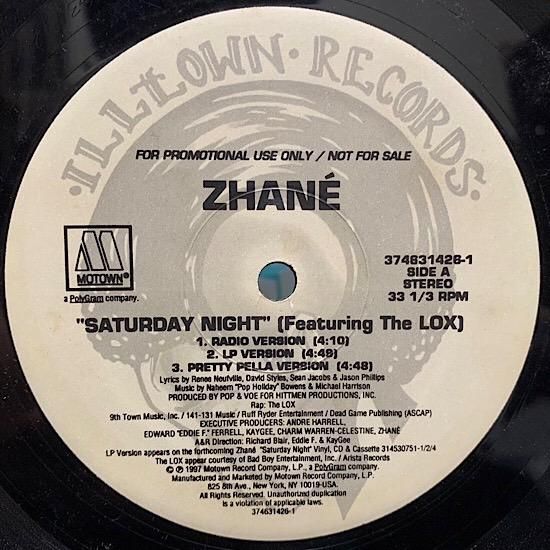 ILLTOWN · RECORDS
FOR PROMOTIONAL USE ONLY / NOT FOR SALE
ZHANÉ
MOTOWN®
a PolyGram company.
374631426-1
SIDE A
STEREO
33 1/3 RPM
"SATURDAY NIGHT" (Featuring The LOX)
1. RADIO VERSION (4:10)
2. LP VERSION (4:49)
3. PRETTY PELLA VERSION (4:48)
Lyrics by Renee Neufville, David Styles, Sean Jacobs & Jason Phillips
Music by Naheem "Pop Holiday" Bowens & Michael Harrison
PRODUCED BY POP & VOE FOR HITTMEN PRODUCTIONS, INC.
Rap: The LOX
9th Town Music, Inc. / 141-131 Music / Ruff Ryder Entertainment / Dead Game Publishing (ASCAP)
EXECUTIVE PRODUCERS: ANDRE HARRELL,
EDWARD "EDDIE F." FERRELL, KAYGEE, CHARM WARREN-CELESTINE, ZHANÉ
A&R Direction: Richard Blair, Eddie F. & KayGee
LP Version appears on the forthcoming Zhané "Saturday Night" Vinyl, CD & Cassette 314530751-1/2/4
The LOX appear courtesy of Bad Boy Entertainment, Inc. / Arista Records
© ℗ 1997 Motown Record Company, L.P., a PolyGram company.
Manufactured and Marketed by Motown Record Company, L.P.
825 8th Ave., New York, NY 10019-USA.
All Rights Reserved. Unauthorized duplication
is a violation of applicable laws.
374631426-1